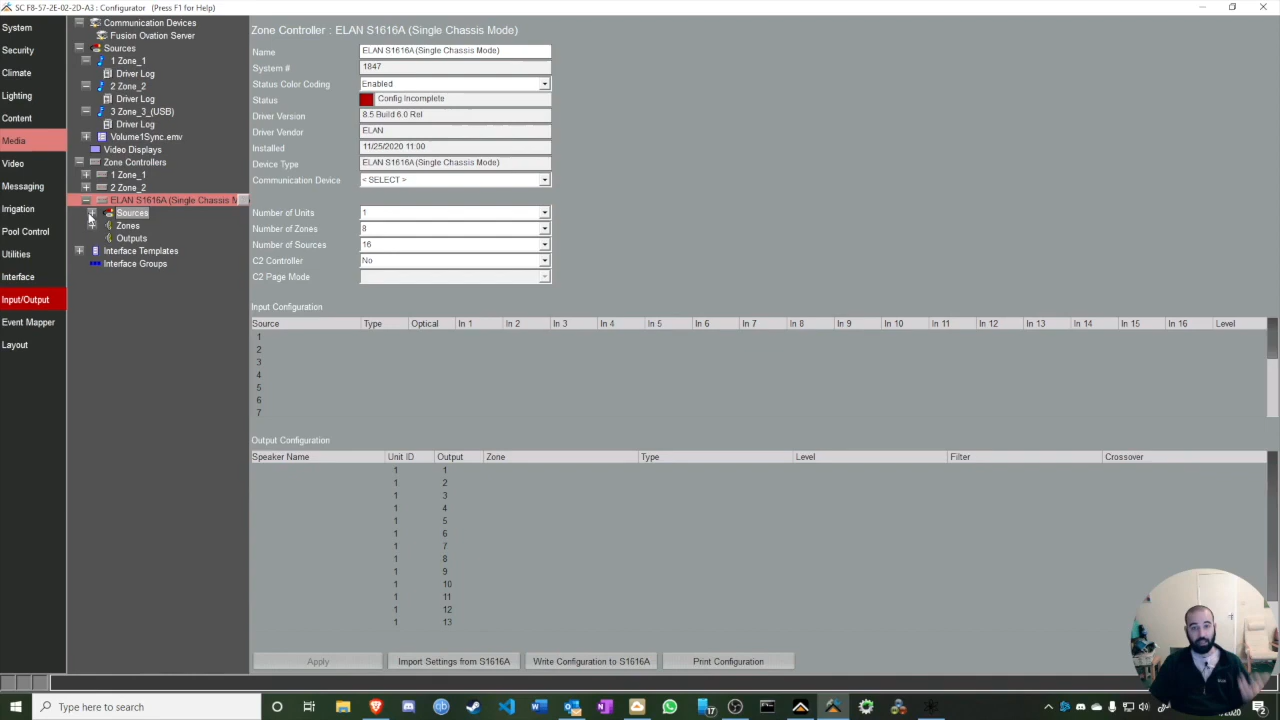 SC F8-57-2E-02-2D-A3 : Configurator (Press F1 for Help)
System
Security
Climate
Lighting
Content
Media
Video
Messaging
Irrigation
Pool Control
Utilities
Interface
Input/Output
Event Mapper
Layout
Communication Devices
Fusion Ovation Server
Sources
1 Zone_1
Driver Log
2 Zone_2
Driver Log
3 Zone_3_(USB)
Driver Log
Volume1Sync.emv
Video Displays
Zone Controllers
1 Zone_1
2 Zone_2
ELAN S1616A (Single Chassis M
Sources
Zones
Outputs
Interface Templates
Interface Groups
Zone Controller : ELAN S1616A (Single Chassis Mode)
Name ELAN S1616A (Single Chassis Mode)
System # 1847
Status Color Coding Enabled
Status Config Incomplete
Driver Version 8.5 Build 6.0 Rel
Driver Vendor ELAN
Installed 11/25/2020 11:00
Device Type ELAN S1616A (Single Chassis Mode)
Communication Device < SELECT >
Number of Units 1
Number of Zones 8
Number of Sources 16
C2 Controller No
C2 Page Mode
Input Configuration
Source Type Optical In 1 In 2 In 3 In 4 In 5 In 6 In 7 In 8 In 9 In 10 In 11 In 12 In 13 In 14 In 15 In 16 Level
1
2
3
4
5
6
7
Output Configuration
Speaker Name Unit ID Output Zone Type Level Filter Crossover
1 1
1 2
1 3
1 4
1 5
1 6
1 7
1 8
1 9
1 10
1 11
1 12
1 13
Apply Import Settings from S1616A Write Configuration to S1616A Print Configuration
Type here to search